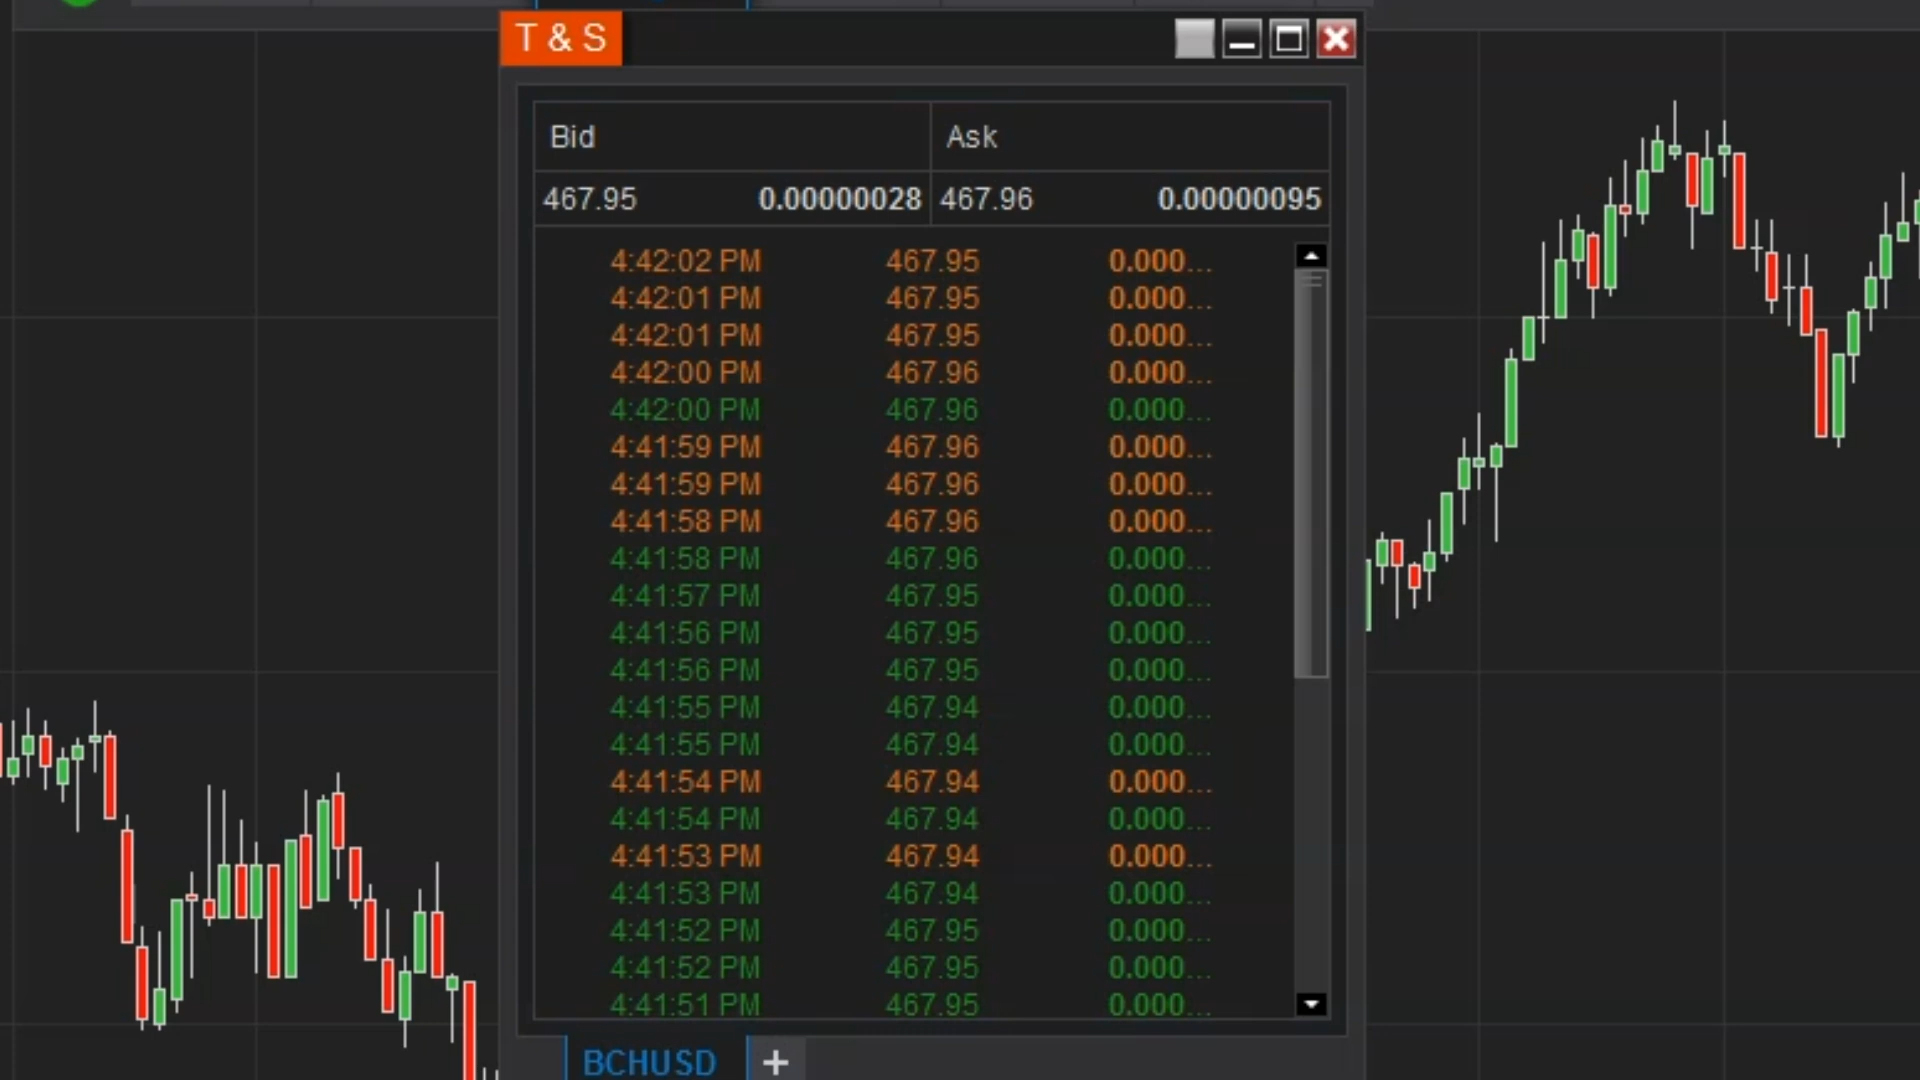 T & S
Bid Ask
467.95 0.00000028 467.96 0.00000095
4:42:02 PM 467.95 0.000...
4:42:01 PM 467.95 0.000...
4:42:01 PM 467.95 0.000...
4:42:00 PM 467.96 0.000...
4:42:00 PM 467.96 0.000...
4:41:59 PM 467.96 0.000...
4:41:59 PM 467.96 0.000...
4:41:58 PM 467.96 0.000...
4:41:58 PM 467.96 0.000...
4:41:57 PM 467.95 0.000...
4:41:56 PM 467.95 0.000...
4:41:56 PM 467.95 0.000...
4:41:55 PM 467.94 0.000...
4:41:55 PM 467.94 0.000...
4:41:54 PM 467.94 0.000...
4:41:54 PM 467.94 0.000...
4:41:53 PM 467.94 0.000...
4:41:53 PM 467.94 0.000...
4:41:52 PM 467.95 0.000...
4:41:52 PM 467.95 0.000...
4:41:51 PM 467.95 0.000...
BCHUSD +